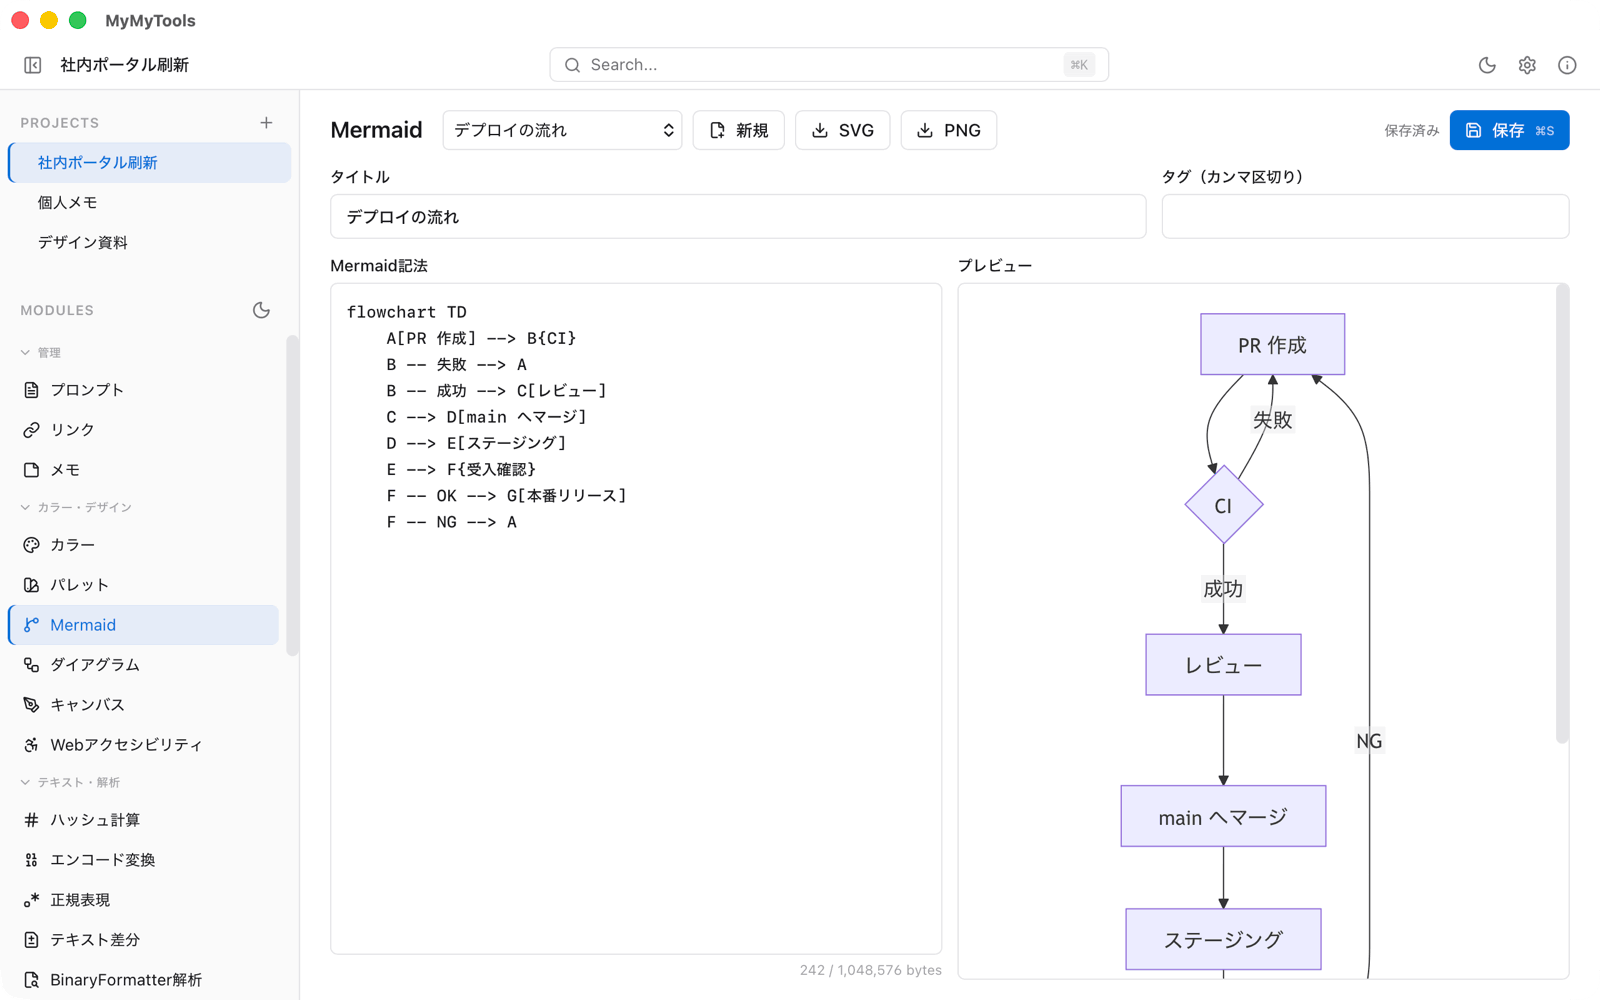 MyMyTools
社内ポータル刷新
Search...
⌘K
PROJECTS
社内ポータル刷新
個人メモ
デザイン資料
MODULES
管理
プロンプト
リンク
メモ
カラー・デザイン
カラー
パレット
Mermaid
ダイアグラム
キャンバス
Webアクセシビリティ
テキスト・解析
ハッシュ計算
エンコード変換
正規表現
テキスト差分
BinaryFormatter解析
Mermaid
デプロイの流れ
新規
SVG
PNG
保存済み
保存 ⌘S
タイトル
デプロイの流れ
タグ（カンマ区切り）
Mermaid記法
flowchart TD
    A[PR 作成] --> B{CI}
    B -- 失敗 --> A
    B -- 成功 --> C[レビュー]
    C --> D[main へマージ]
    D --> E[ステージング]
    E --> F{受入確認}
    F -- OK --> G[本番リリース]
    F -- NG --> A
242 / 1,048,576 bytes
プレビュー
PR 作成
失敗
CI
成功
レビュー
NG
main へマージ
ステージング